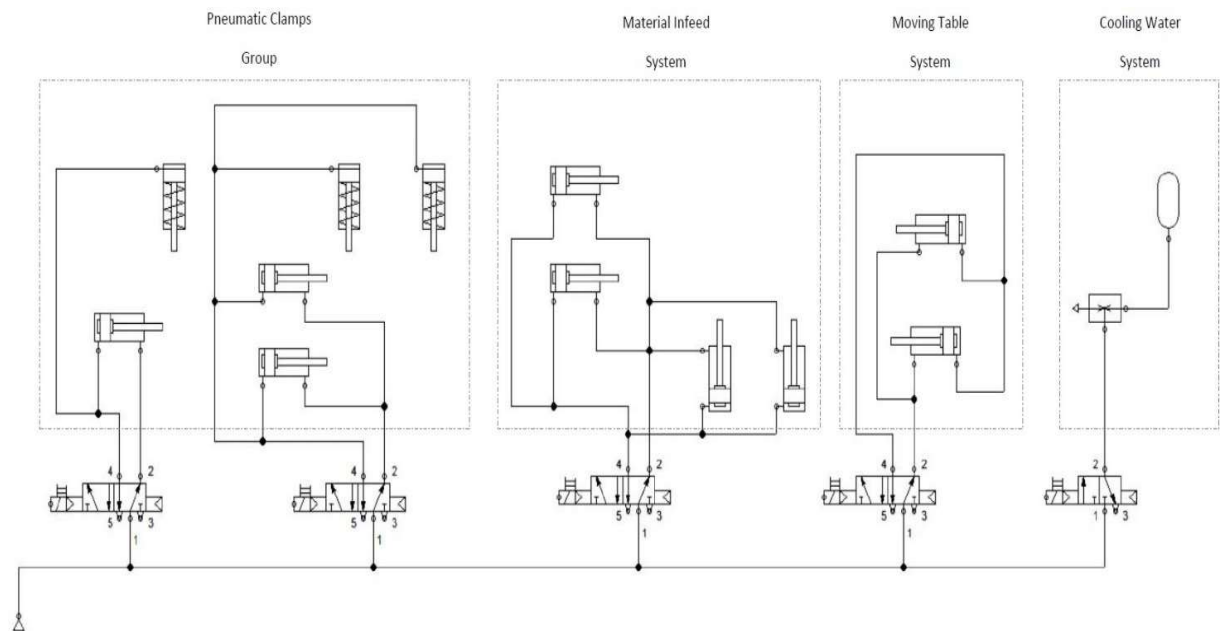 Pneumatic Clamps
Group
Material Infeed
System
Moving Table
System
Cooling Water
System
4 2
5 3
1
4 2
5 3
1
4 2
5 3
1
4 2
5 3
1
2
1 3